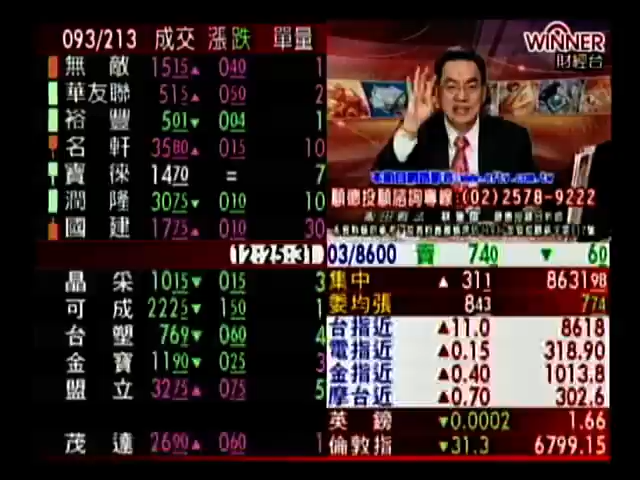 093/213 成交 漲跌 單量
無敵 1515▲ 040 1
華友聯 515▲ 050 2
裕豐 501▼ 004 1
名軒 3580▲ 015 10
寶徠 1470 = 7
潤隆 3075▼ 010 10
國建 1775▲ 010 30
12:25:31
晶采 1015▼ 015 3
可成 2225▼ 150 1
台塑 769▼ 060 4
金寶 1190▼ 025 3
盟立 3275▲ 075 5
茂達 2690▲ 060 1
WINNER
財經台
順德投顧諮詢專線:(02)2578-9222
03/8600 賣 740 ▼ 60
集中 ▲ 311 863198
委均張 843 774
台指近 ▲11.0 8618
電指近 ▲0.15 318.90
金指近 ▲0.40 1013.8
摩台近 ▲0.70 302.6
英鎊 ▼0.0002 1.66
倫敦指 ▼31.3 6799.15